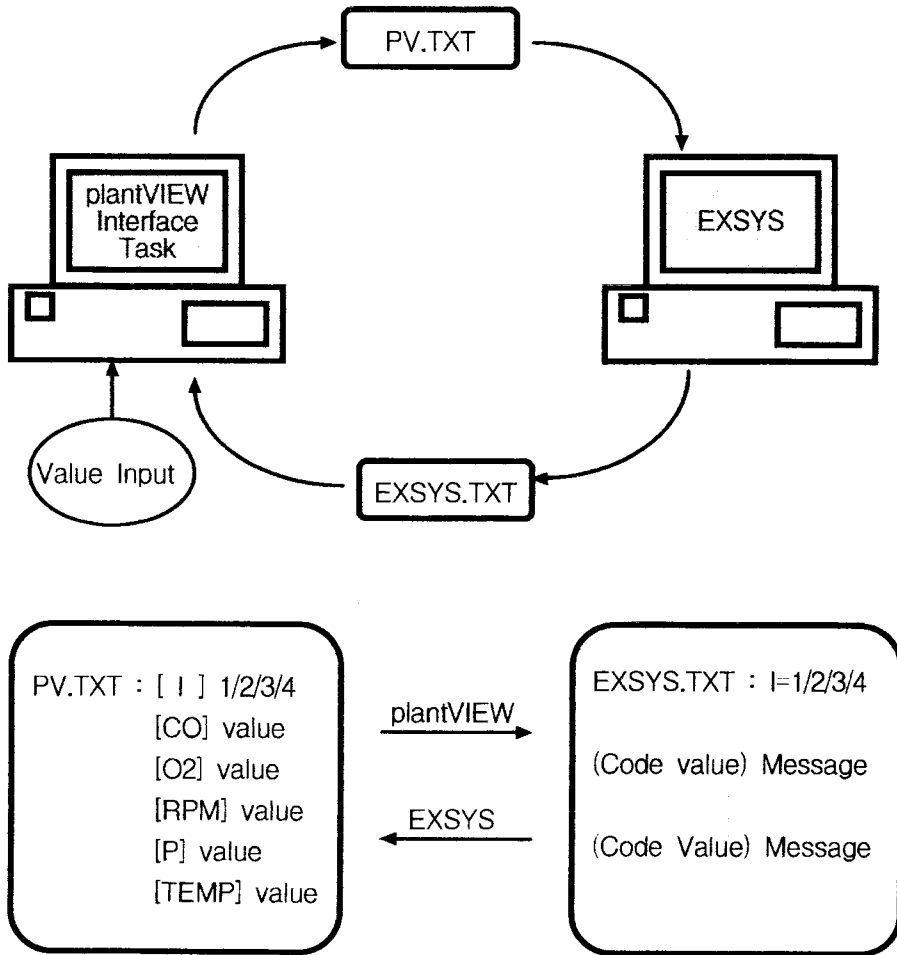 PV.TXT
plantVIEW
Interface
Task
EXSYS
Value Input
EXSYS.TXT
PV.TXT : [ I ] 1/2/3/4
[CO] value
[O2] value
[RPM] value
[P] value
[TEMP] value
plantVIEW
EXSYS
EXSYS.TXT : I=1/2/3/4
(Code value) Message
(Code Value) Message